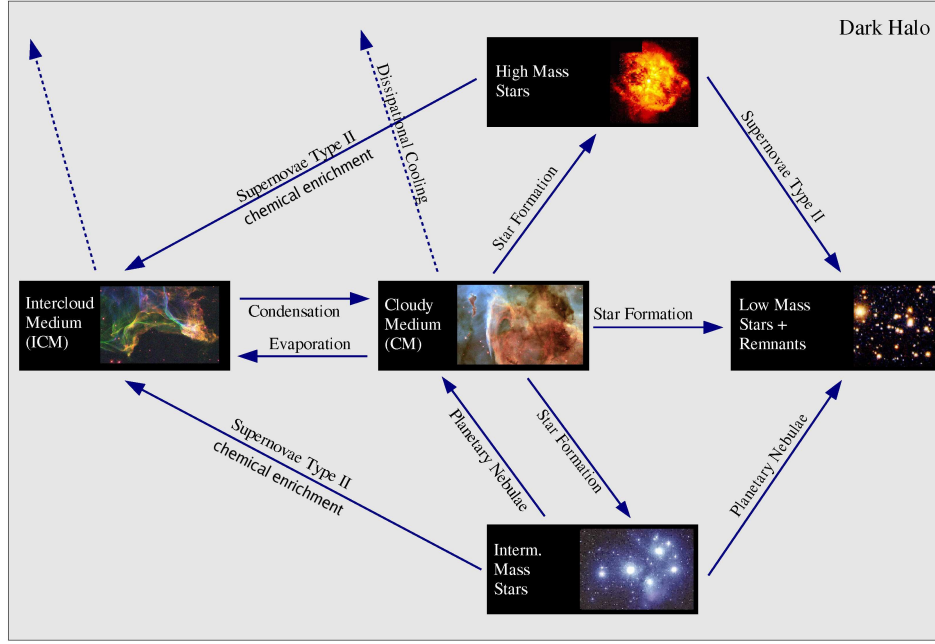 Dark Halo
High Mass
Stars
Dissipational Cooling
Supernovae Type II
chemical enrichment
Supernovae Type II
Star Formation
Intercloud
Medium
(ICM)
Condensation
Evaporation
Cloudy
Medium
(CM)
Star Formation
Low Mass
Stars +
Remnants
Supernovae Type II
chemical enrichment
Planetary Nebulae
Star Formation
Planetary Nebulae
Interm.
Mass
Stars